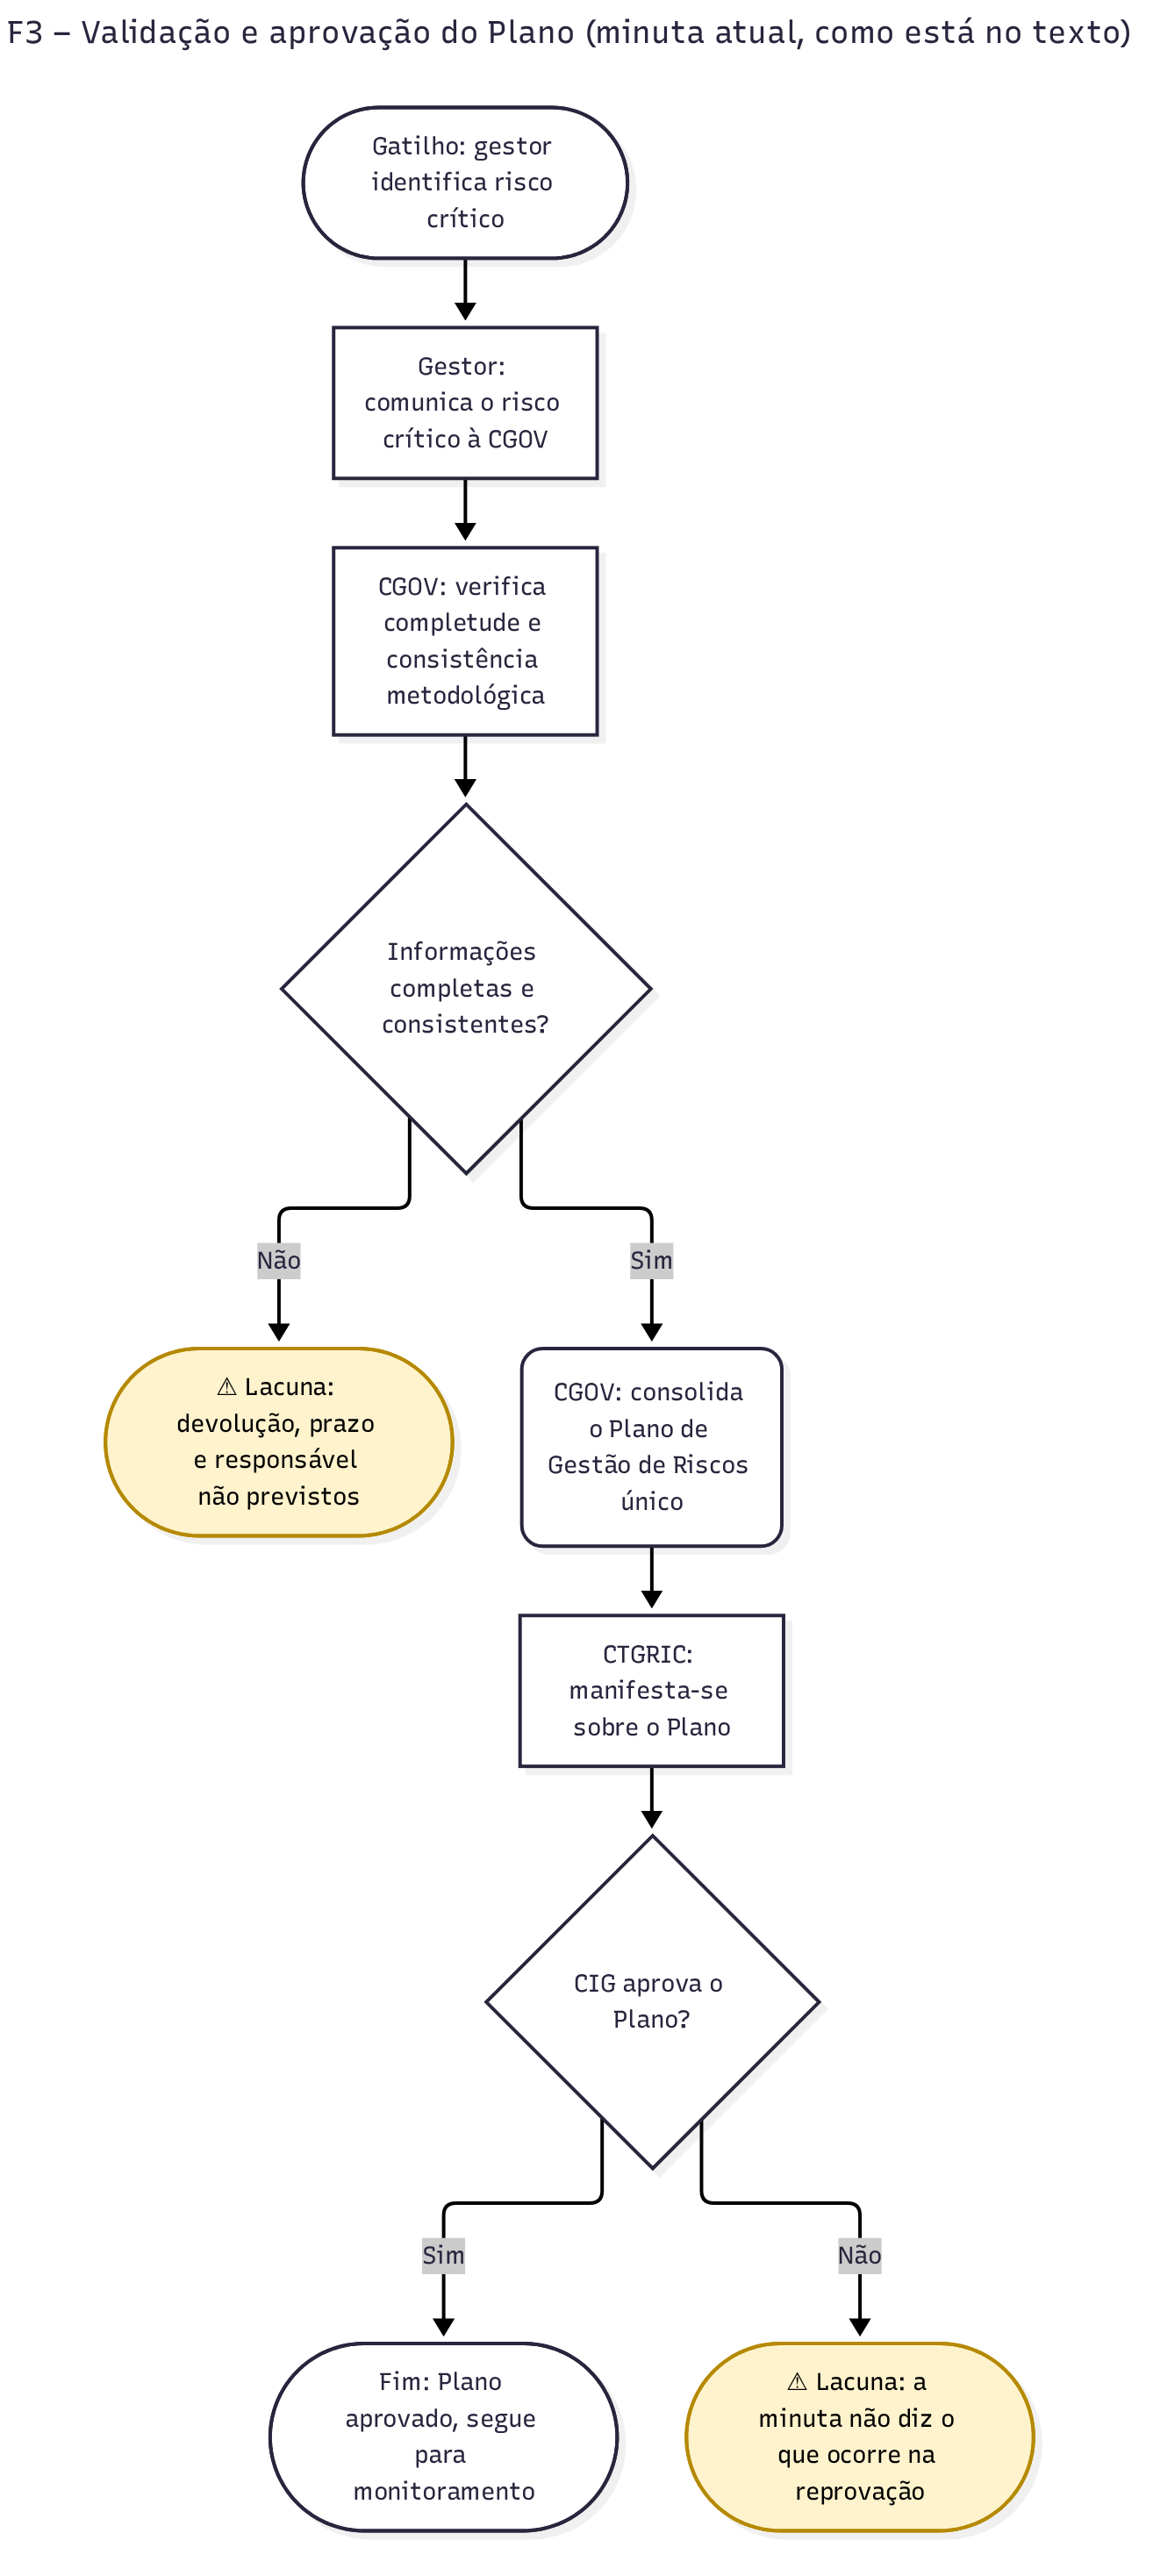 F3 – Validação e aprovação do Plano (minuta atual, como está no texto)
Gatilho: gestor
identifica risco
crítico
Gestor:
comunica o risco
crítico à CGOV
CGOV: verifica
completude e
consistência
metodológica
Informações
completas e
consistentes?
Não
Sim
⚠ Lacuna:
devolução, prazo
e responsável
não previstos
CGOV: consolida
o Plano de
Gestão de Riscos
único
CTGRIC:
manifesta-se
sobre o Plano
CIG aprova o
Plano?
Sim
Não
Fim: Plano
aprovado, segue
para
monitoramento
⚠ Lacuna: a
minuta não diz o
que ocorre na
reprovação